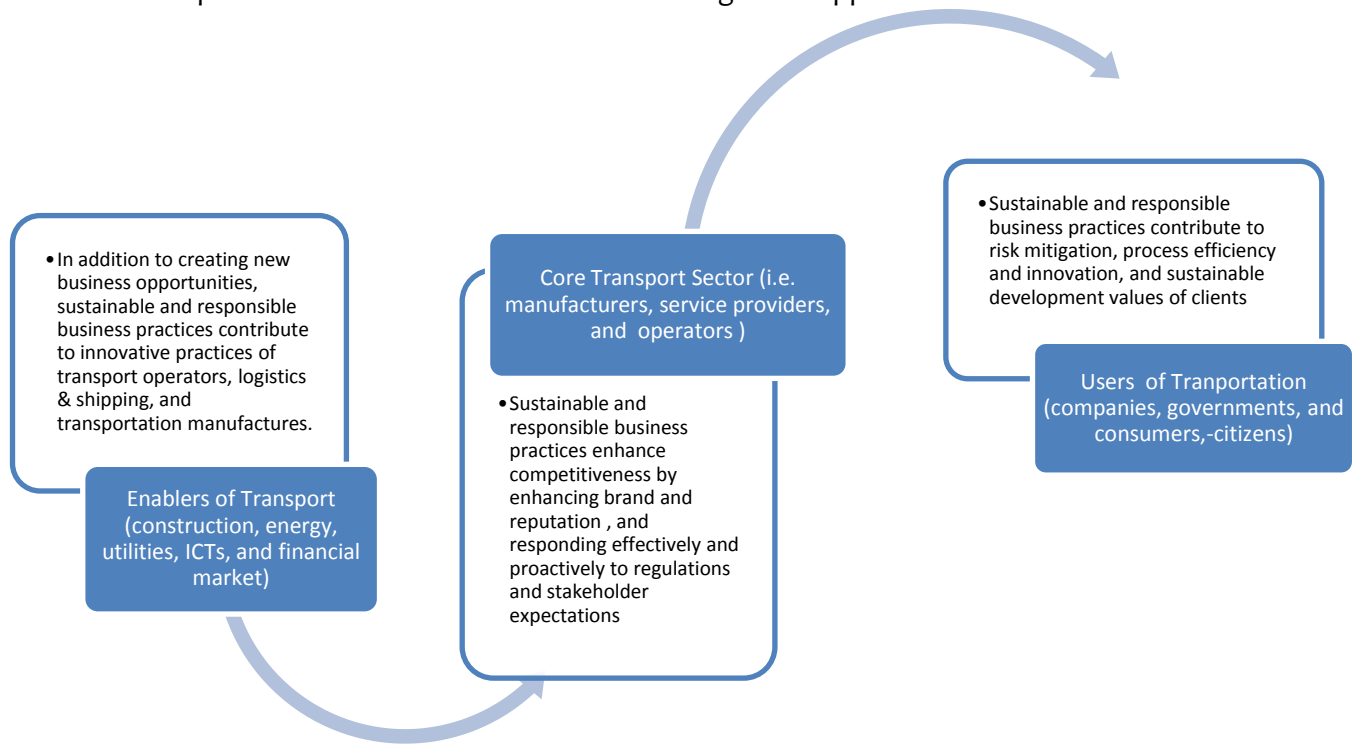 •In addition to creating new
business opportunities,
sustainable and responsible
business practices contribute
to innovative practices of
transport operators, logistics
& shipping, and
transportation manufactures.
Enablers of Transport
(construction, energy,
utilities, ICTs, and financial
market)
Core Transport Sector (i.e.
manufacturers, service providers,
and operators )
•Sustainable and
responsible business
practices enhance
competitiveness by
enhancing brand and
reputation , and
responding effectively and
proactively to regulations
and stakeholder
expectations
•Sustainable and responsible
business practices contribute to
risk mitigation, process efficiency
and innovation, and sustainable
development values of clients
Users of Tranportation
(companies, governments, and
consumers,-citizens)